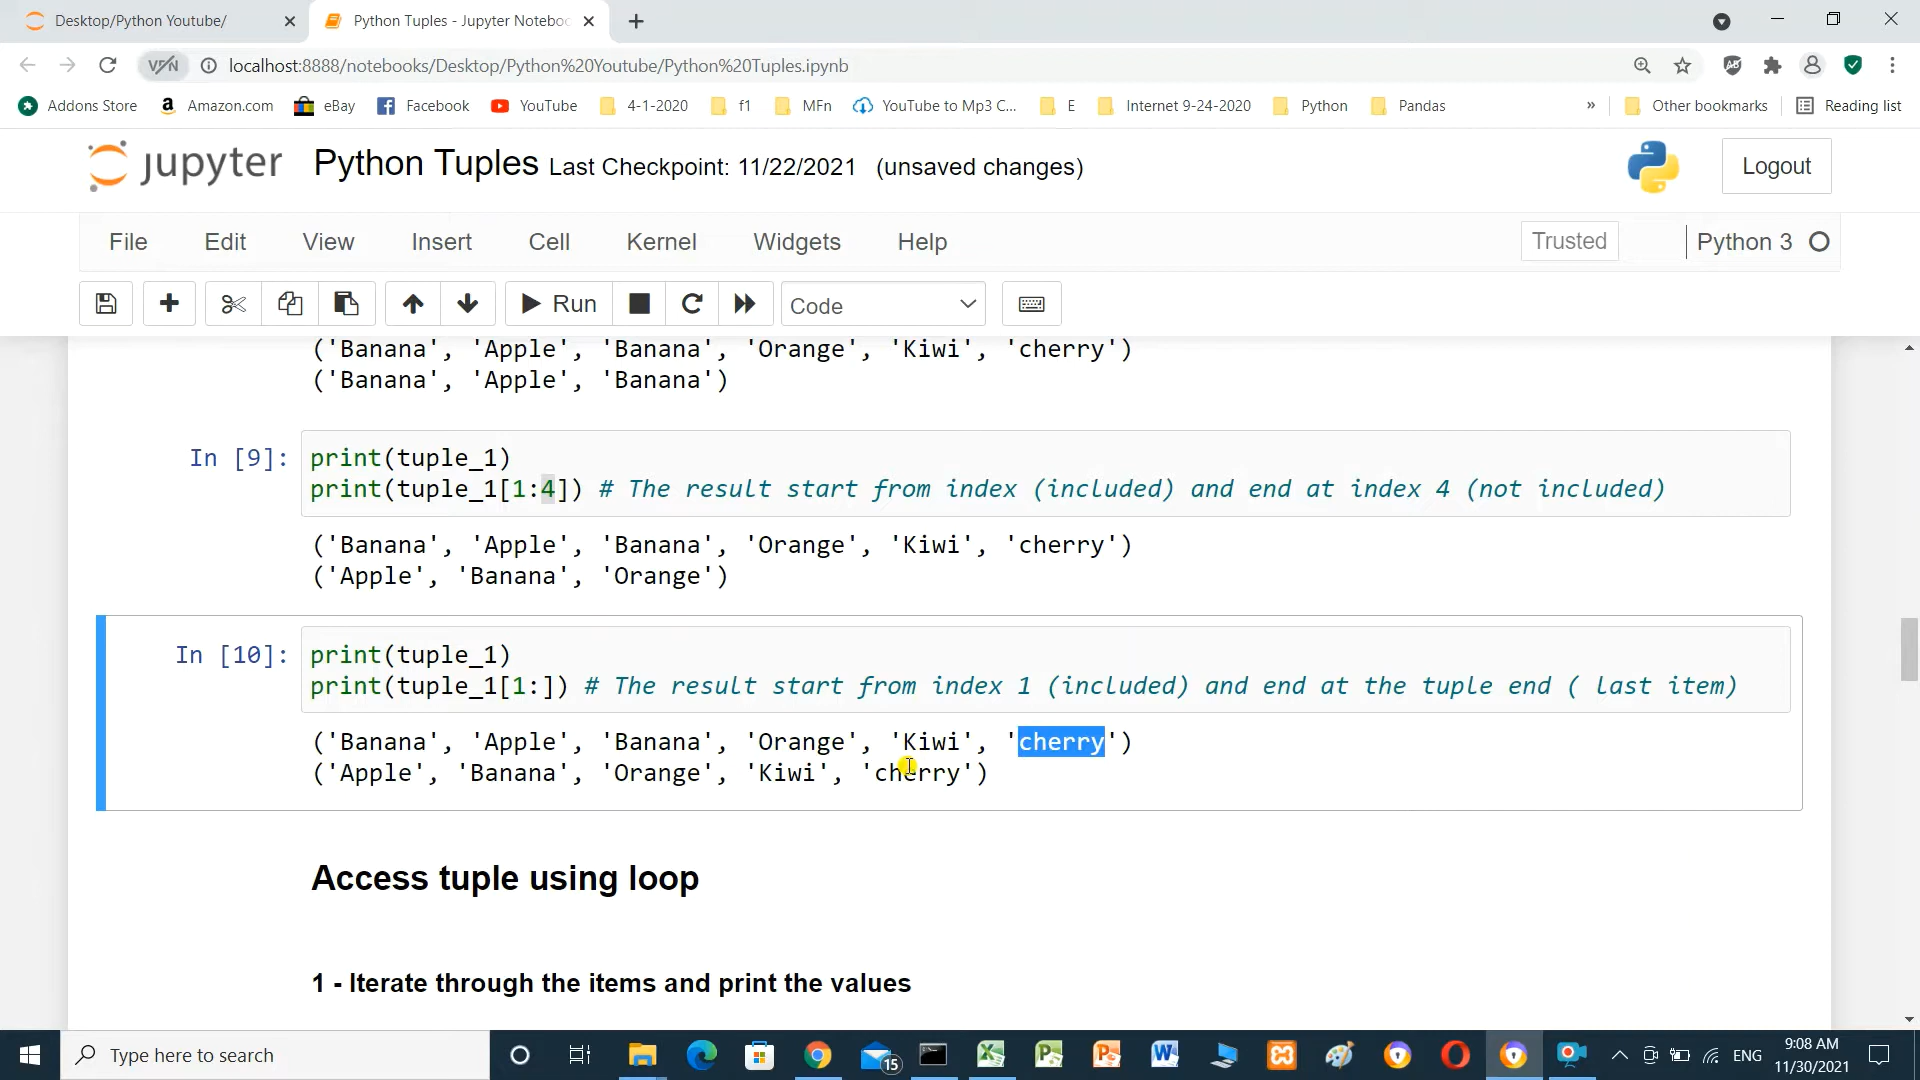 Desktop/Python Youtube/
Python Tuples - Jupyter Noteboo
VPN
localhost:8888/notebooks/Desktop/Python%20Youtube/Python%20Tuples.ipynb
Addons Store
a Amazon.com
eBay
Facebook
YouTube
4-1-2020
f1
MFn
YouTube to Mp3 C...
E
Internet 9-24-2020
Python
Pandas
»
Other bookmarks
Reading list
jupyter
Python Tuples Last Checkpoint: 11/22/2021 (unsaved changes)
Logout
File
Edit
View
Insert
Cell
Kernel
Widgets
Help
Trusted
Python 3
Run
Code
('Banana', 'Apple', 'Banana', 'Orange', 'Kiwi', 'cherry')
('Banana', 'Apple', 'Banana')
In [9]:
print(tuple_1)
print(tuple_1[1:4]) # The result start from index (included) and end at index 4 (not included)
('Banana', 'Apple', 'Banana', 'Orange', 'Kiwi', 'cherry')
('Apple', 'Banana', 'Orange')
In [10]:
print(tuple_1)
print(tuple_1[1:]) # The result start from index 1 (included) and end at the tuple end ( last item)
('Banana', 'Apple', 'Banana', 'Orange', 'Kiwi', 'cherry')
('Apple', 'Banana', 'Orange', 'Kiwi', 'cherry')
Access tuple using loop
1 - Iterate through the items and print the values
Type here to search
15
ENG
9:08 AM
11/30/2021